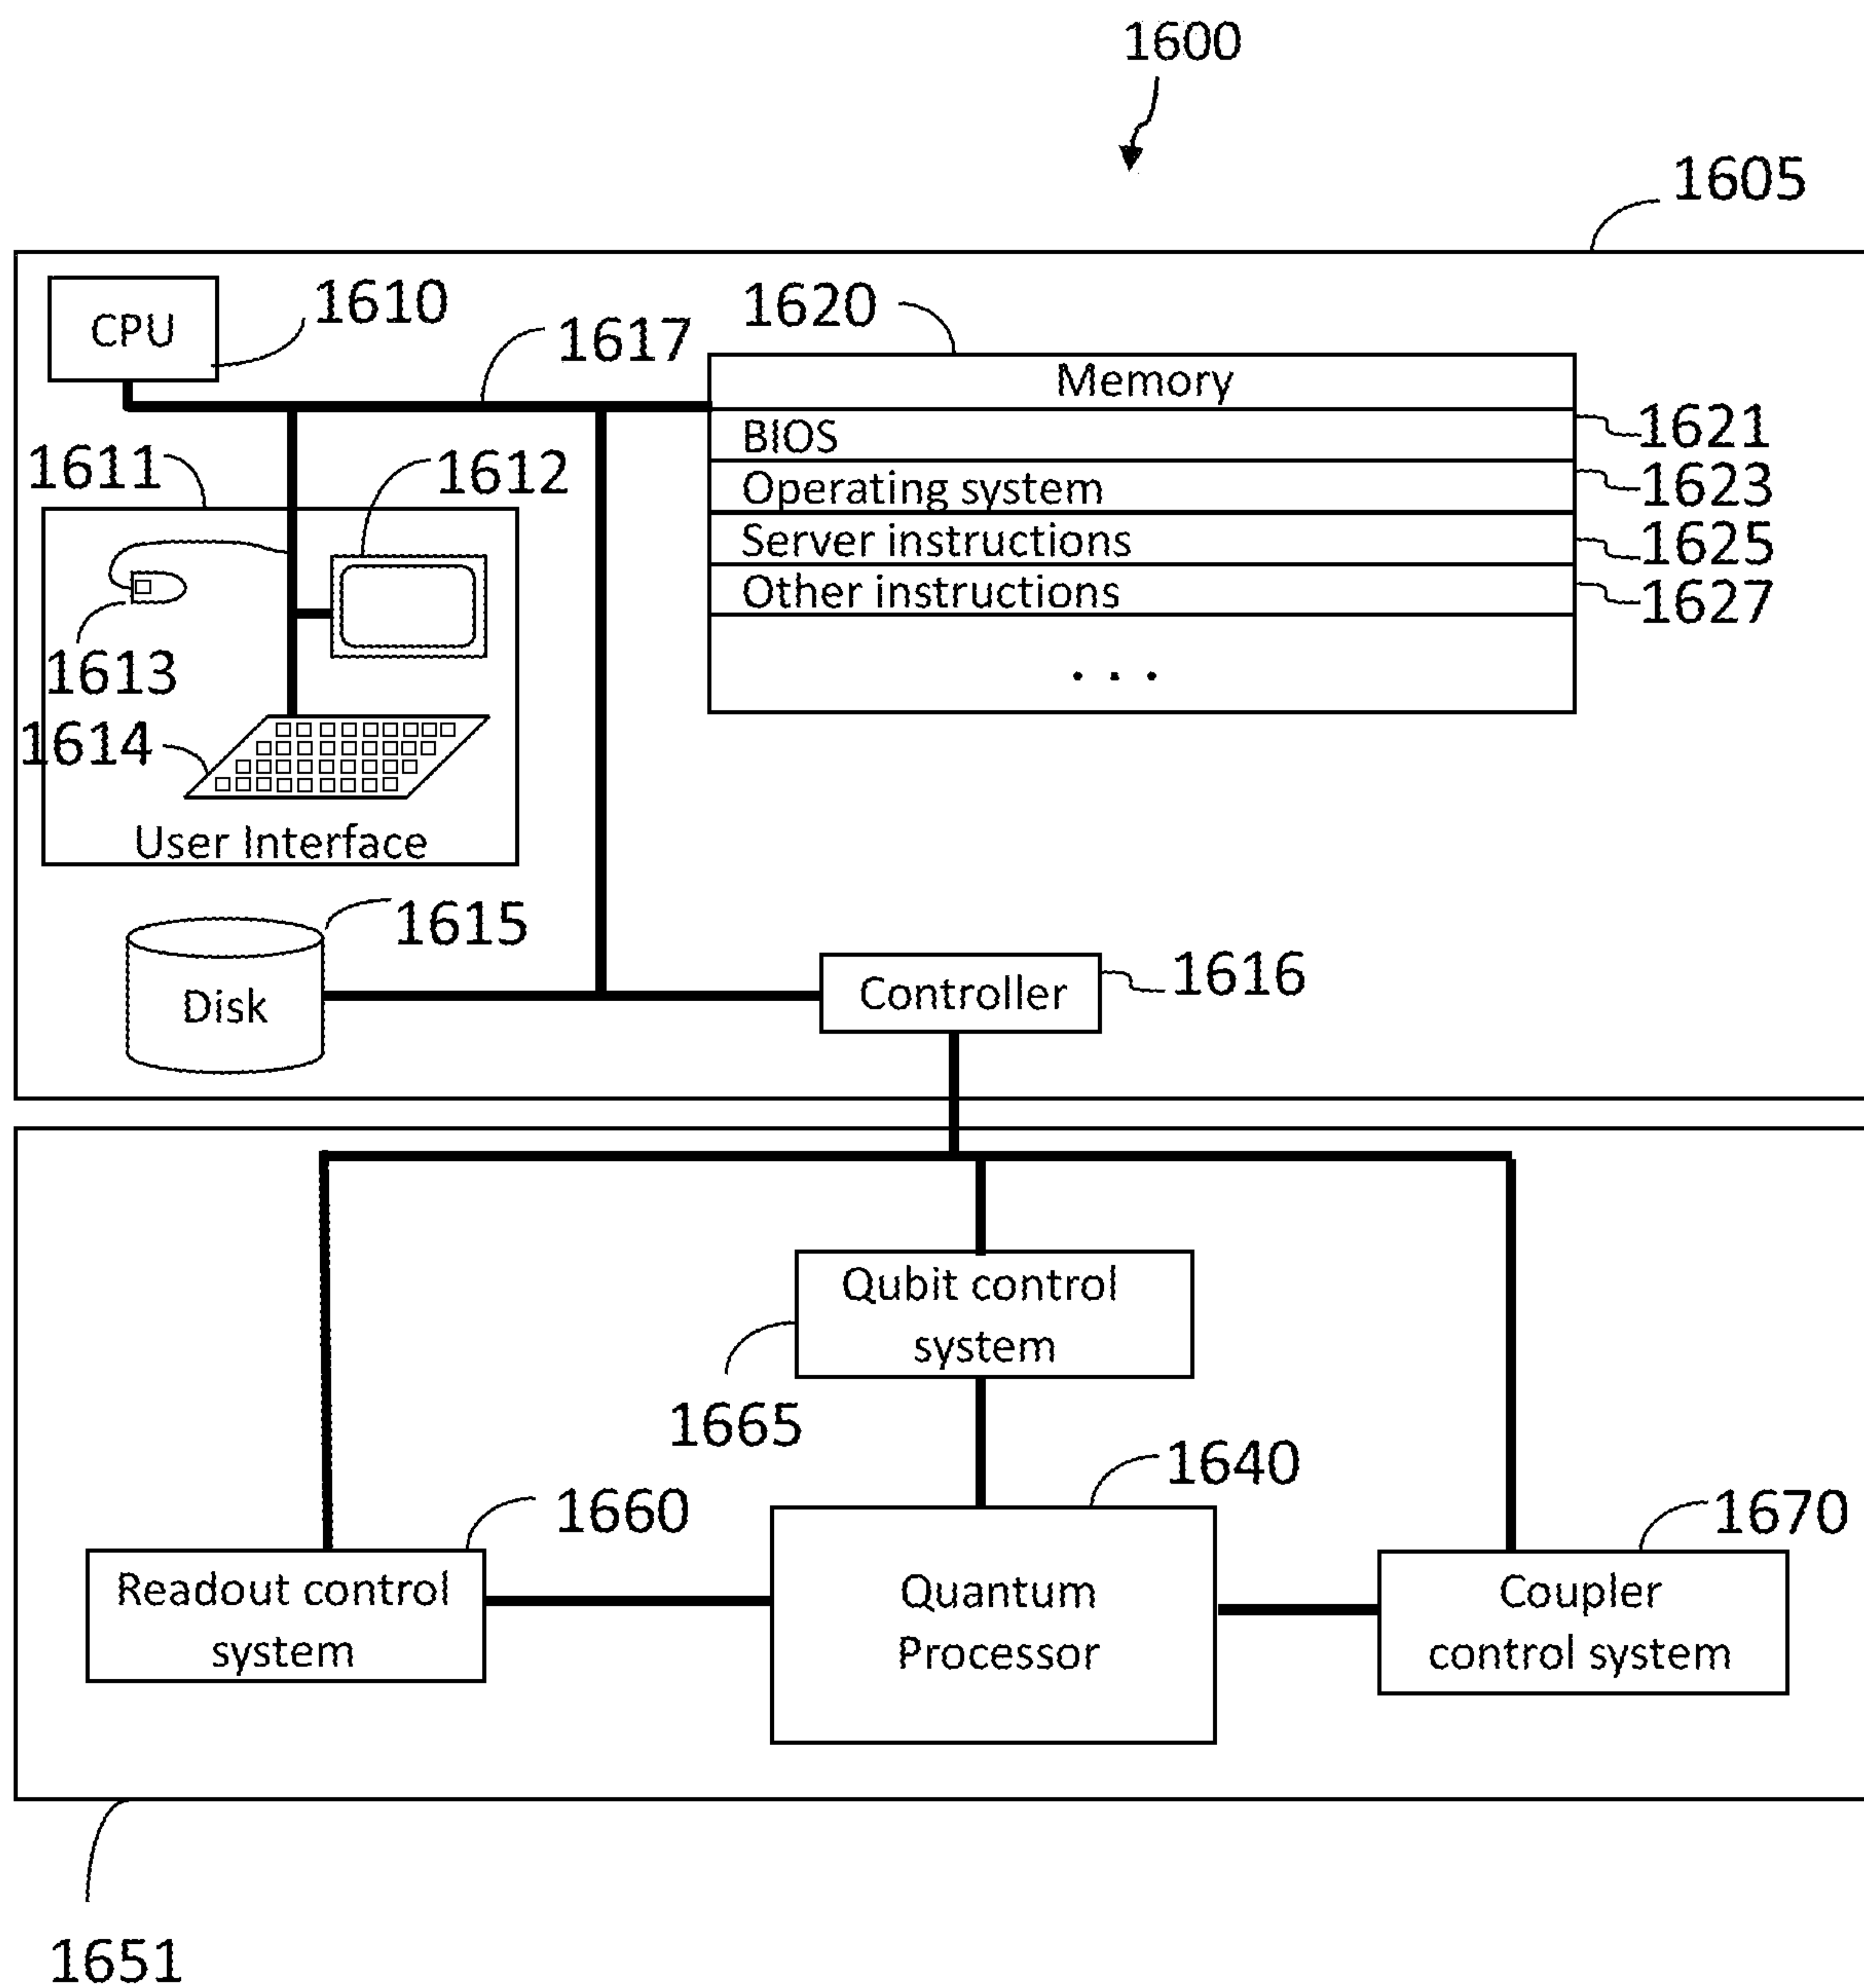 1600
1605
CPU
1610
1617
1620
Memory
BIOS
1621
Operating system
1623
Server instructions
1625
Other instructions
1627
. . .
1611
1612
1613
1614
User Interface
1615
Disk
Controller
1616
Qubit control
system
1665
1640
1660
1670
Readout control
system
Quantum
Processor
Coupler
control system
1651